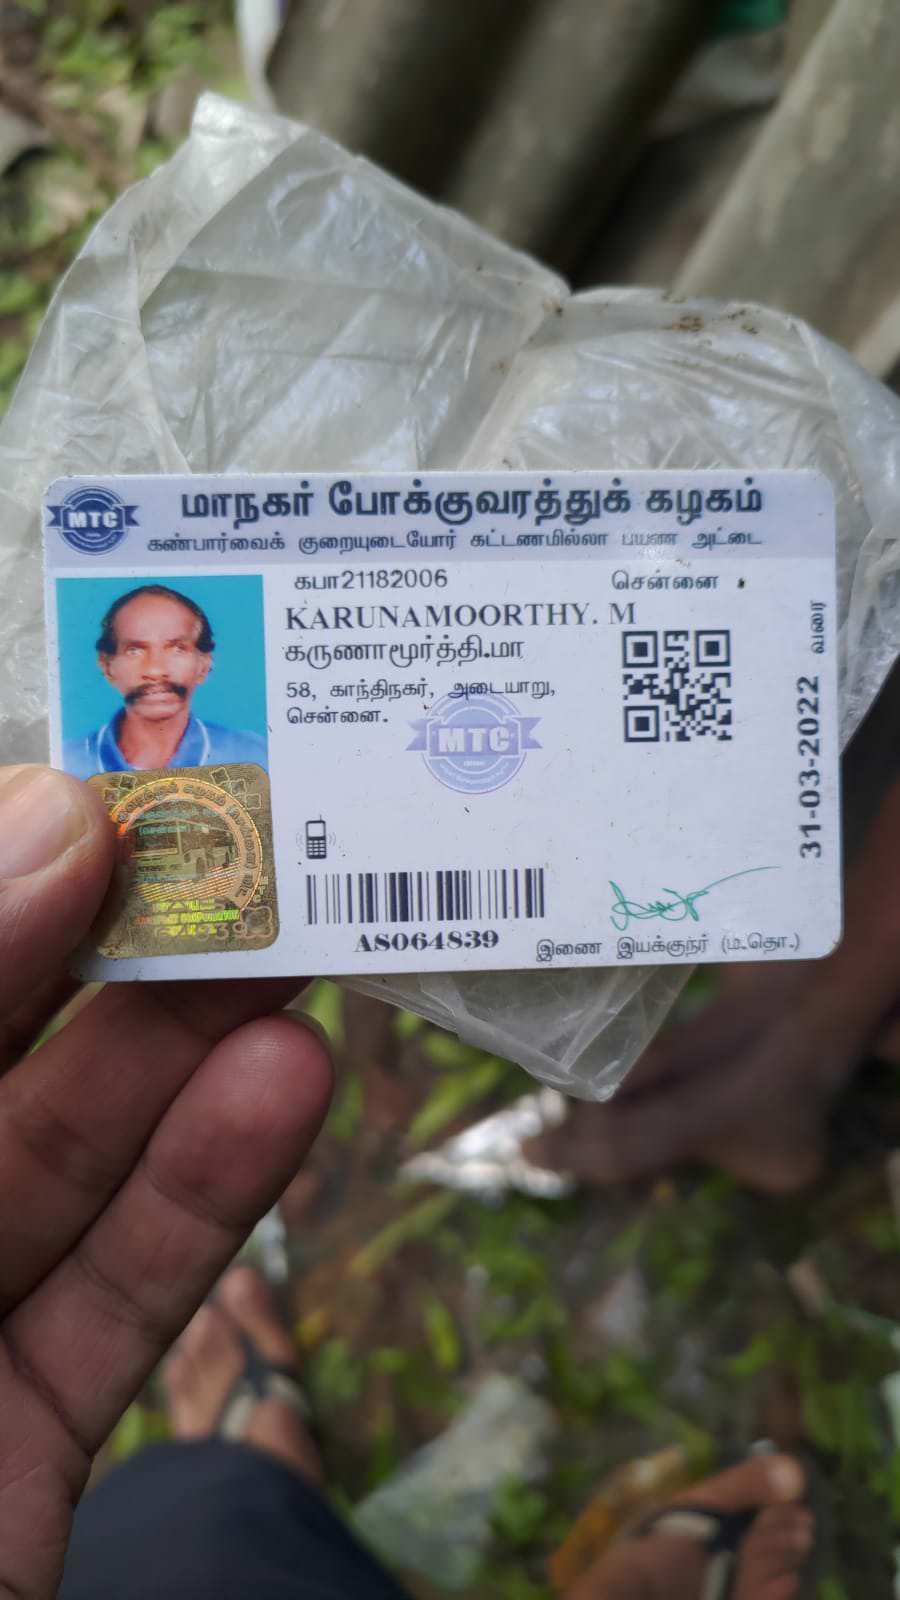 மாநகர் போக்குவரத்துக் கழகம்
MTC
கண்பார்வைக் குறையுடையோர் கட்டணமில்லா பயண அட்டை
கபா21182006 சென்னை
KARUNAMOORTHY. M
கருணாமூர்த்தி.மா
58, காந்திநகர், அடையாறு,
சென்னை.
MTC
31-03-2022 வரை
AS064839
இணை இயக்குநர் (ம.தொ.)